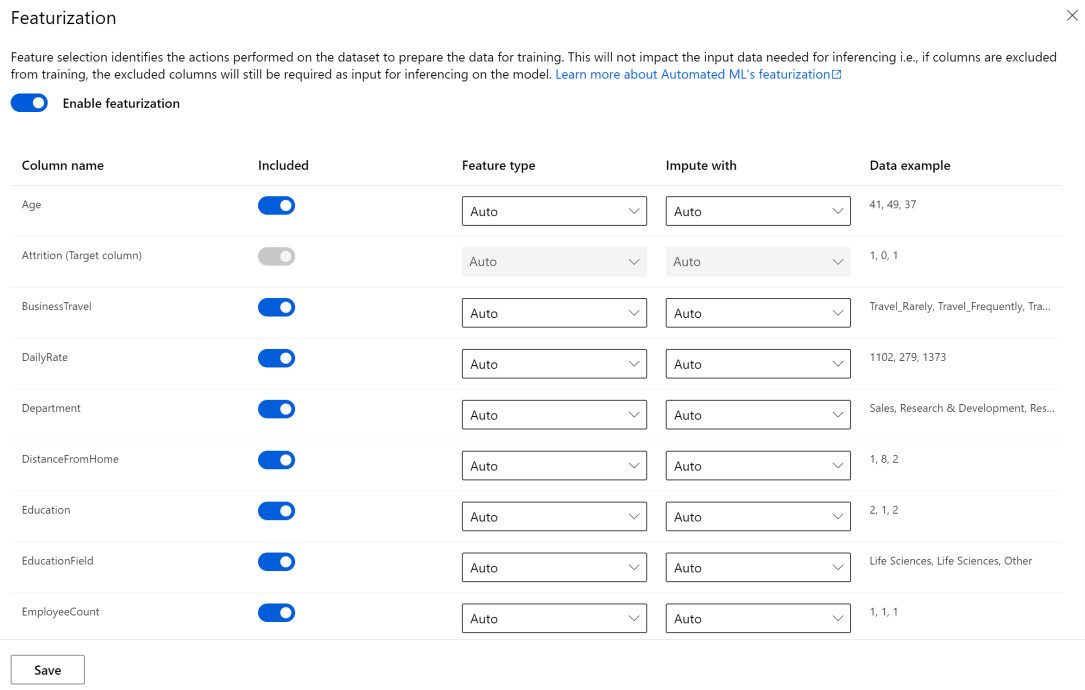 Featurization
Feature selection identifies the actions performed on the dataset to prepare the data for training. This will not impact the input data needed for inferencing i.e., if columns are excluded
from training, the excluded columns will still be required as input for inferencing on the model. Learn more about Automated ML's featurization
Enable featurization
Column name Included Feature type Impute with Data example
Age Auto Auto 41, 49, 37
Attrition (Target column) Auto Auto 1, 0, 1
BusinessTravel Auto Auto Travel_Rarely, Travel_Frequently, Tra...
DailyRate Auto Auto 1102, 279, 1373
Department Auto Auto Sales, Research & Development, Res...
DistanceFromHome Auto Auto 1, 8, 2
Education Auto Auto 2, 1, 2
EducationField Auto Auto Life Sciences, Life Sciences, Other
EmployeeCount Auto Auto 1, 1, 1
Save